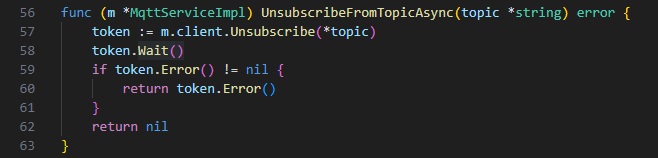 56 func (m *MqttServiceImpl) UnsubscribeFromTopicAsync(topic *string) error {
57     token := m.client.Unsubscribe(*topic)
58     token.Wait()
59     if token.Error() != nil {
60         return token.Error()
61     }
62     return nil
63 }